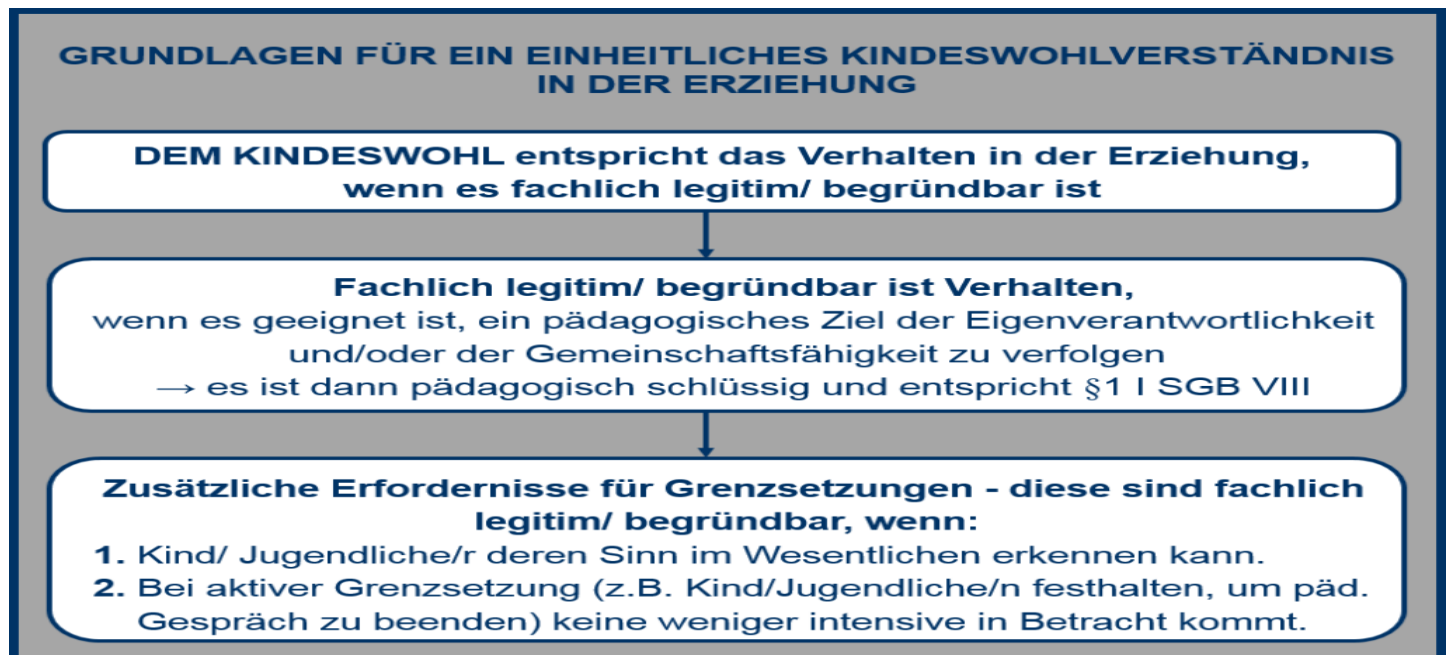 GRUNDLAGEN FÜR EIN EINHEITLICHES KINDESWOHLVERSTÄNDNIS
IN DER ERZIEHUNG
DEM KINDESWOHL entspricht das Verhalten in der Erziehung,
wenn es fachlich legitim/ begründbar ist
Fachlich legitim/ begründbar ist Verhalten,
wenn es geeignet ist, ein pädagogisches Ziel der Eigenverantwortlichkeit
und/oder der Gemeinschaftsfähigkeit zu verfolgen
→ es ist dann pädagogisch schlüssig und entspricht §1 I SGB VIII
Zusätzliche Erfordernisse für Grenzsetzungen - diese sind fachlich
legitim/ begründbar, wenn:
1. Kind/ Jugendliche/r deren Sinn im Wesentlichen erkennen kann.
2. Bei aktiver Grenzsetzung (z.B. Kind/Jugendliche/n festhalten, um päd.
Gespräch zu beenden) keine weniger intensive in Betracht kommt.